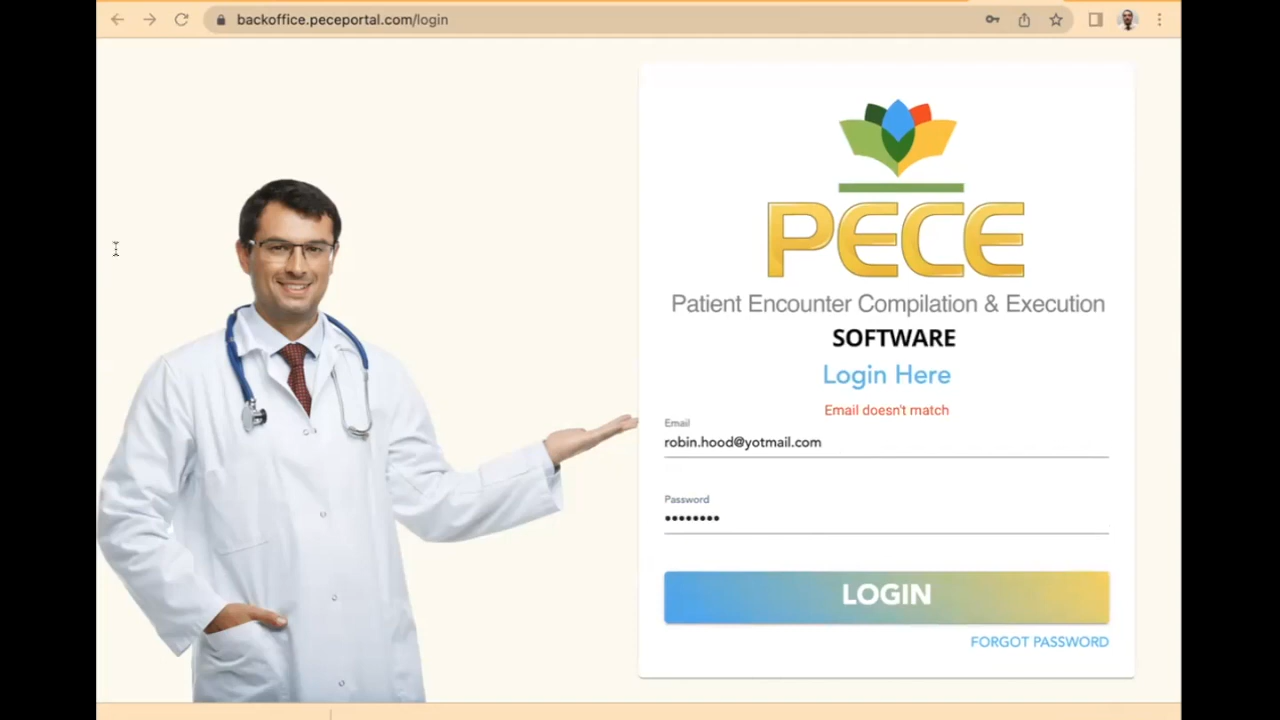 backoffice.peceportal.com/login
PECE
Patient Encounter Compilation & Execution
SOFTWARE
Login Here
Email doesn't match
Email
robin.hood@yotmail.com
Password
••••••••
LOGIN
FORGOT PASSWORD